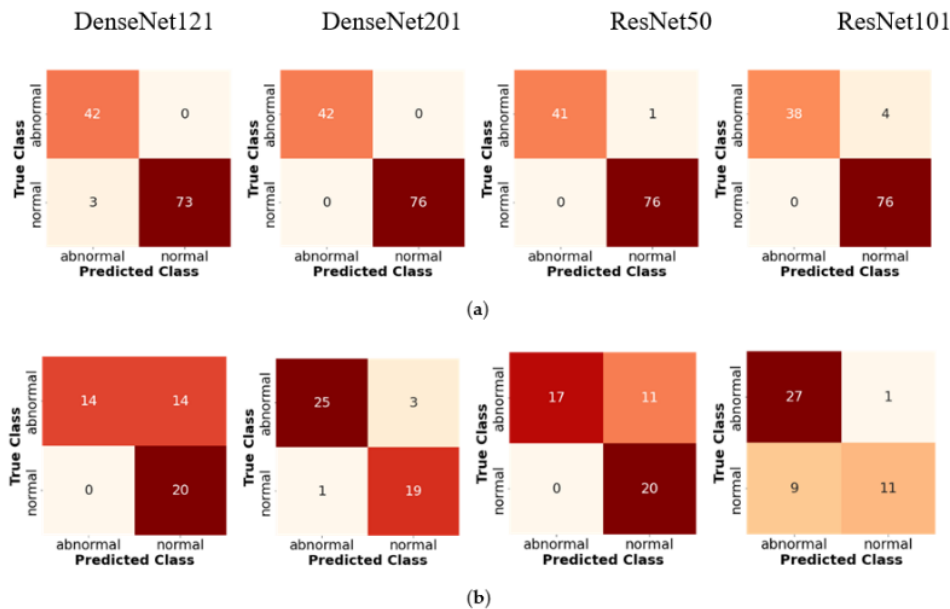 DenseNet121 DenseNet201 ResNet50 ResNet101
True Class
abnormal
normal
42 0
3 73
abnormal normal
Predicted Class
True Class
abnormal
normal
42 0
0 76
abnormal normal
Predicted Class
True Class
abnormal
normal
41 1
0 76
abnormal normal
Predicted Class
True Class
abnormal
normal
38 4
0 76
abnormal normal
Predicted Class
(a)
True Class
abnormal
normal
14 14
0 20
abnormal normal
Predicted Class
True Class
abnormal
normal
25 3
1 19
abnormal normal
Predicted Class
True Class
abnormal
normal
17 11
0 20
abnormal normal
Predicted Class
True Class
abnormal
normal
27 1
9 11
abnormal normal
Predicted Class
(b)